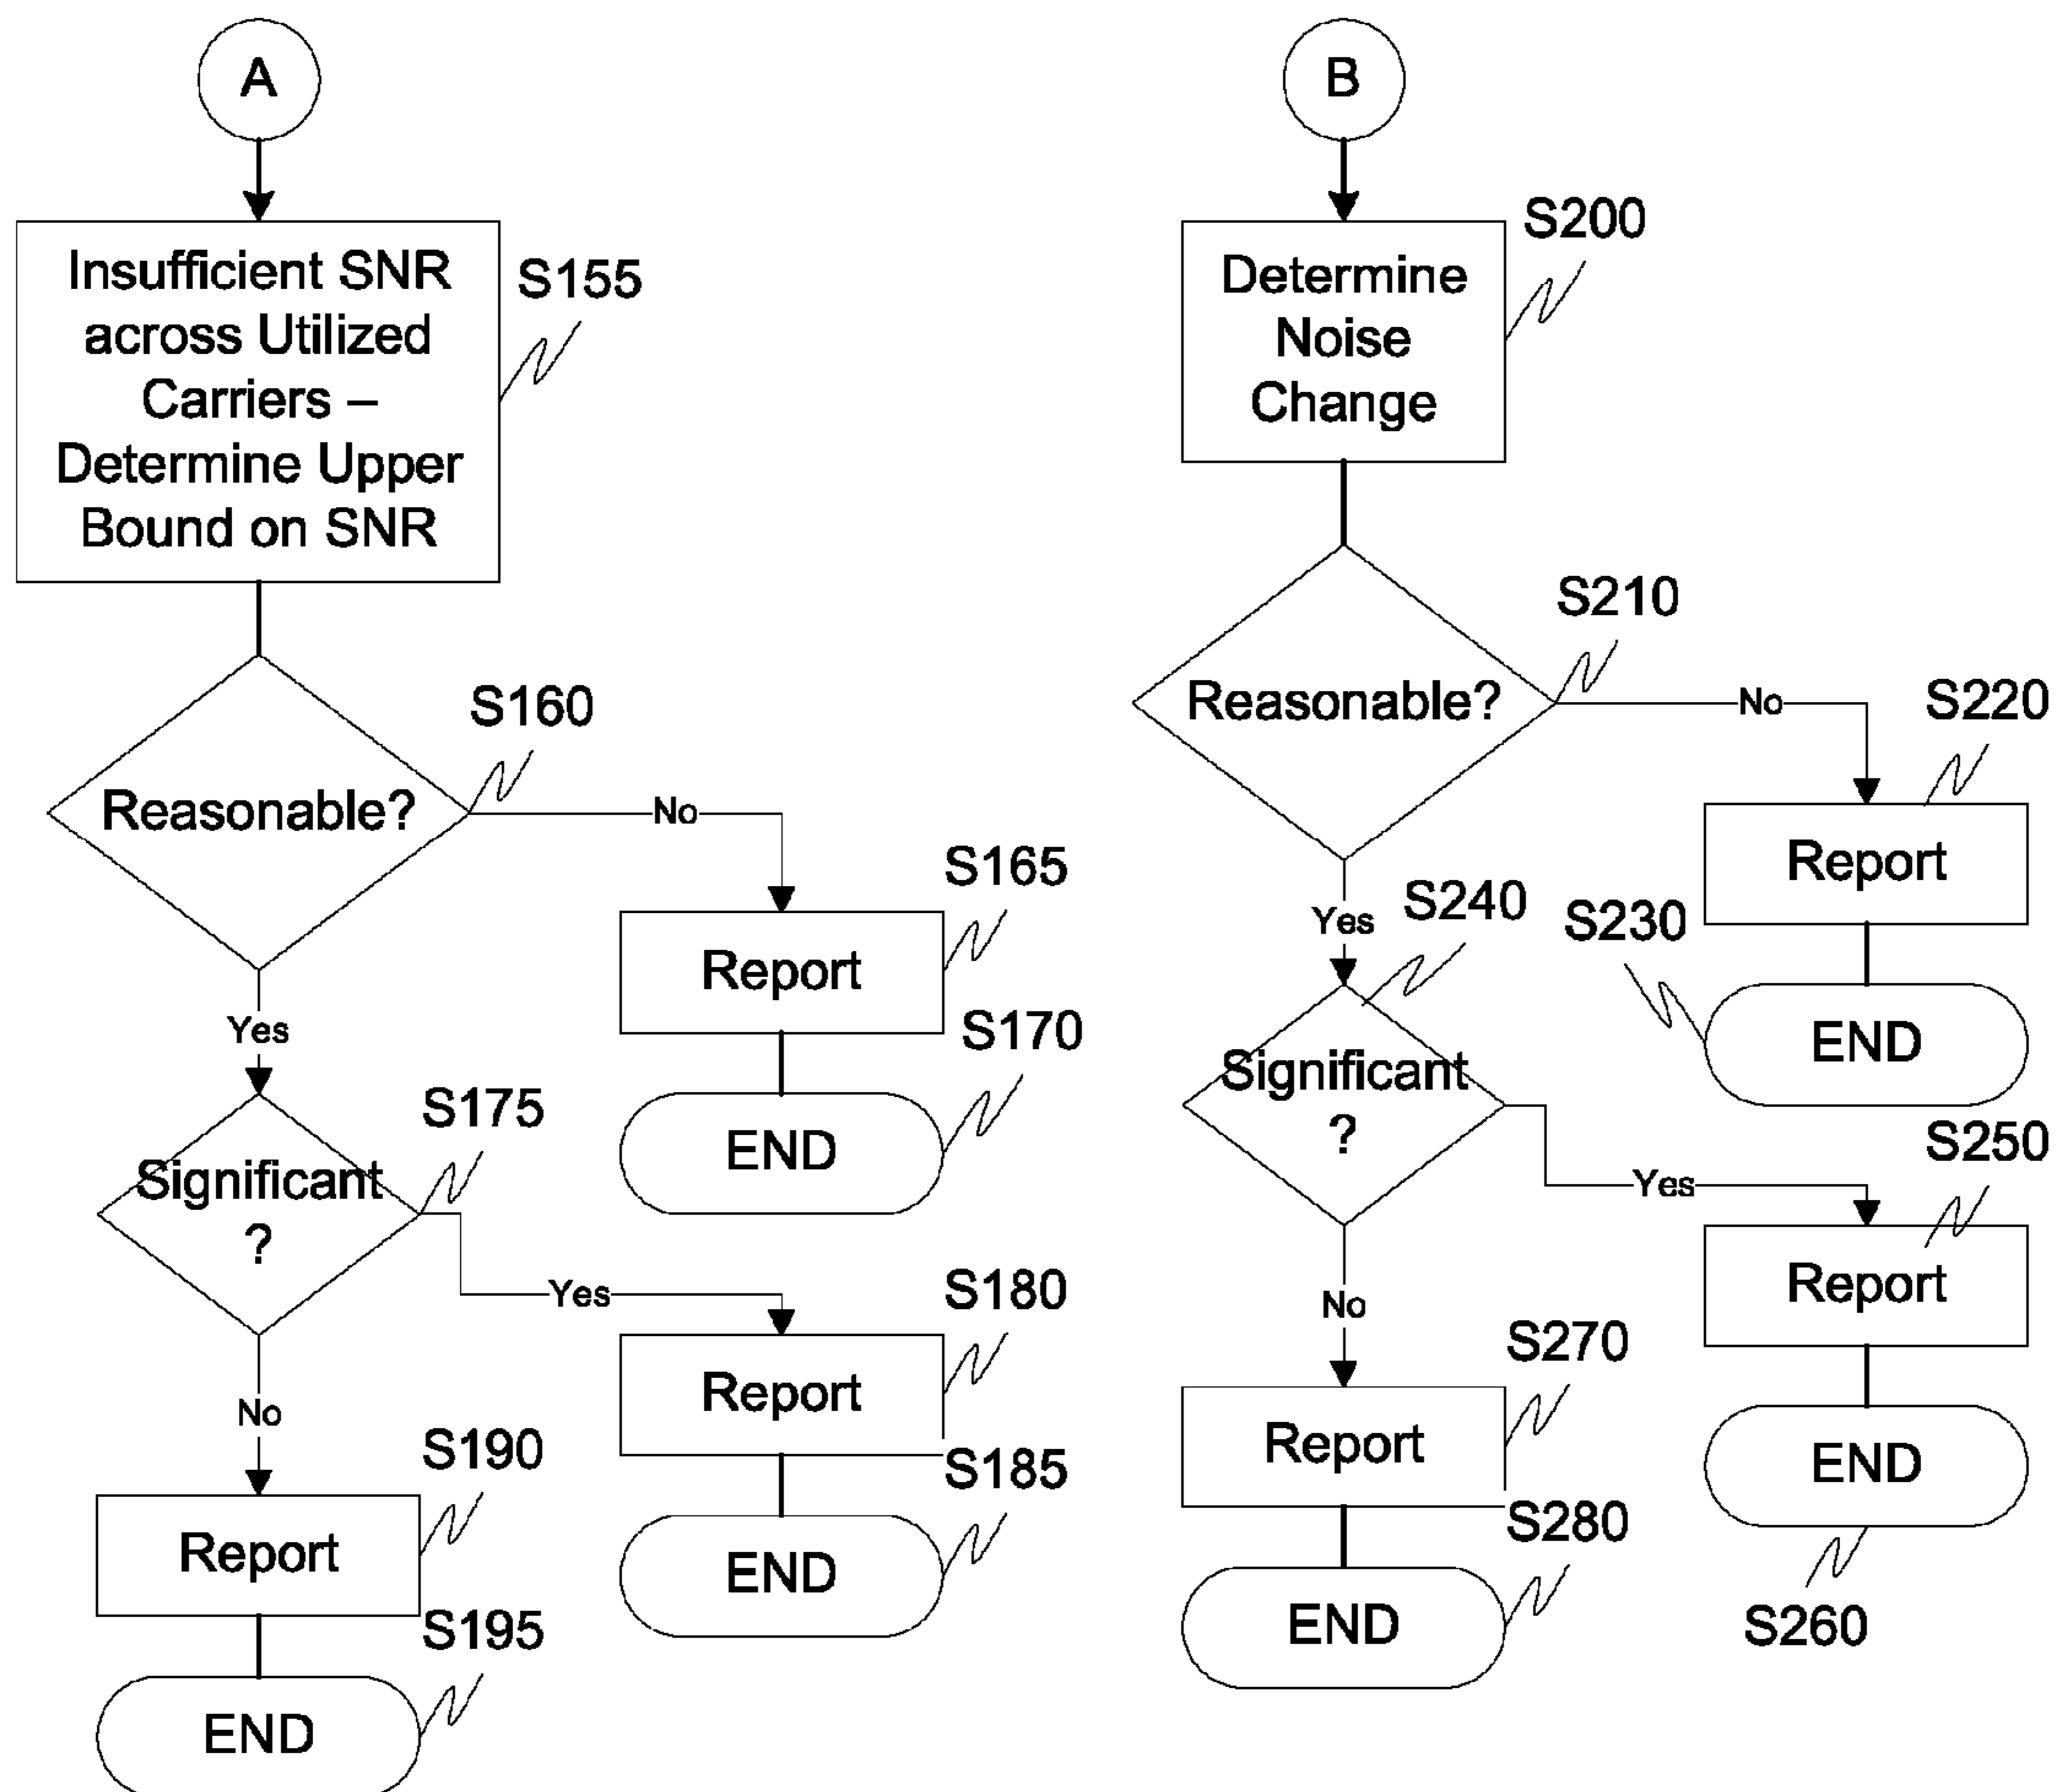 A
Insufficient SNR
across Utilized
Carriers –
Determine Upper
Bound on SNR
S155
Reasonable?
S160
No
S165
Report
S170
END
Yes
S175
Significant
?
Yes
S180
Report
S185
END
No
S190
Report
S195
END
B
S200
Determine
Noise
Change
S210
Reasonable?
No
S220
Report
S230
END
Yes
S240
Significant
?
Yes
S250
Report
END
S260
No
S270
Report
S280
END